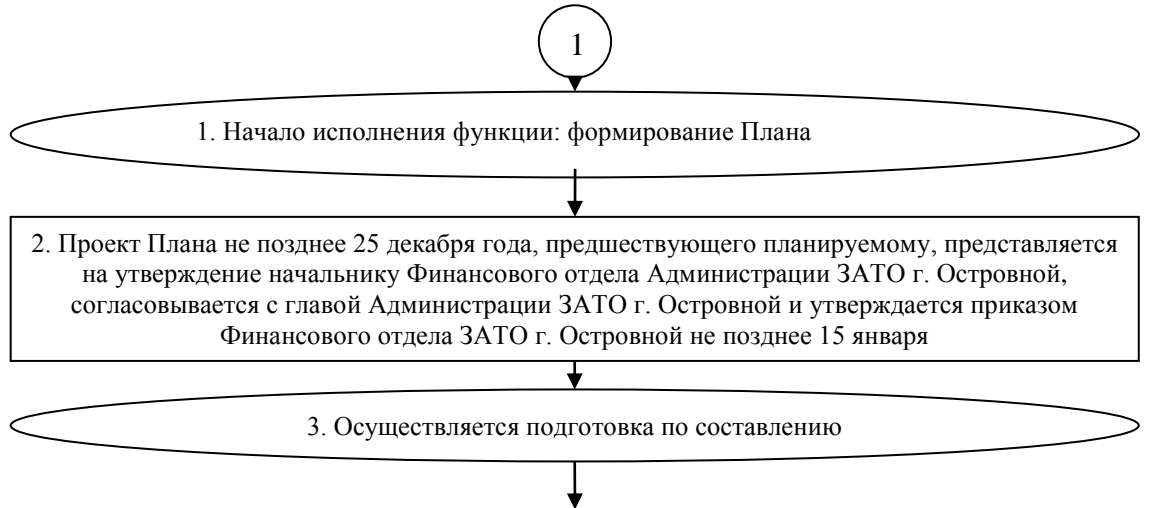 1
1. Начало исполнения функции: формирование Плана
2. Проект Плана не позднее 25 декабря года, предшествующего планируемому, представляется
на утверждение начальнику Финансового отдела Администрации ЗАТО г. Островной,
согласовывается с главой Администрации ЗАТО г. Островной и утверждается приказом
Финансового отдела ЗАТО г. Островной не позднее 15 января
3. Осуществляется подготовка по составлению